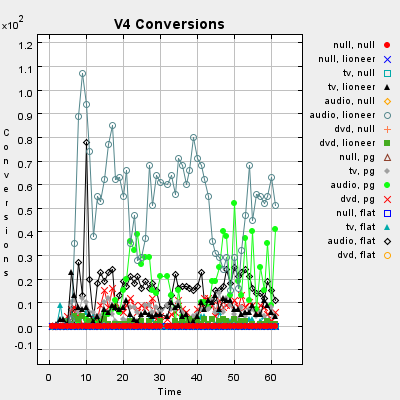 V4 Conversions
x10^2
1.2
1.1
1.0
0.9
0.8
0.7
0.6
0.5
0.4
0.3
0.2
0.1
0.0
-0.1
Conversions
0 10 20 30 40 50 60
Time
null, null
null, lioneer
tv, null
tv, lioneer
audio, null
audio, lioneer
dvd, null
dvd, lioneer
null, pg
tv, pg
audio, pg
dvd, pg
null, flat
tv, flat
audio, flat
dvd, flat